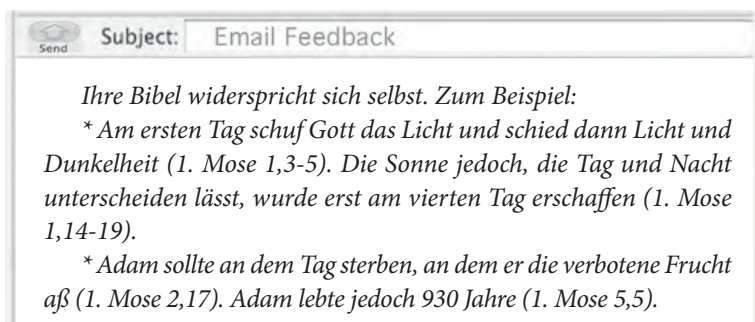 Send Subject: Email Feedback
Ihre Bibel widerspricht sich selbst. Zum Beispiel:
* Am ersten Tag schuf Gott das Licht und schied dann Licht und
Dunkelheit (1. Mose 1,3-5). Die Sonne jedoch, die Tag und Nacht
unterscheiden lässt, wurde erst am vierten Tag erschaffen (1. Mose
1,14-19).
* Adam sollte an dem Tag sterben, an dem er die verbotene Frucht
aß (1. Mose 2,17). Adam lebte jedoch 930 Jahre (1. Mose 5,5).